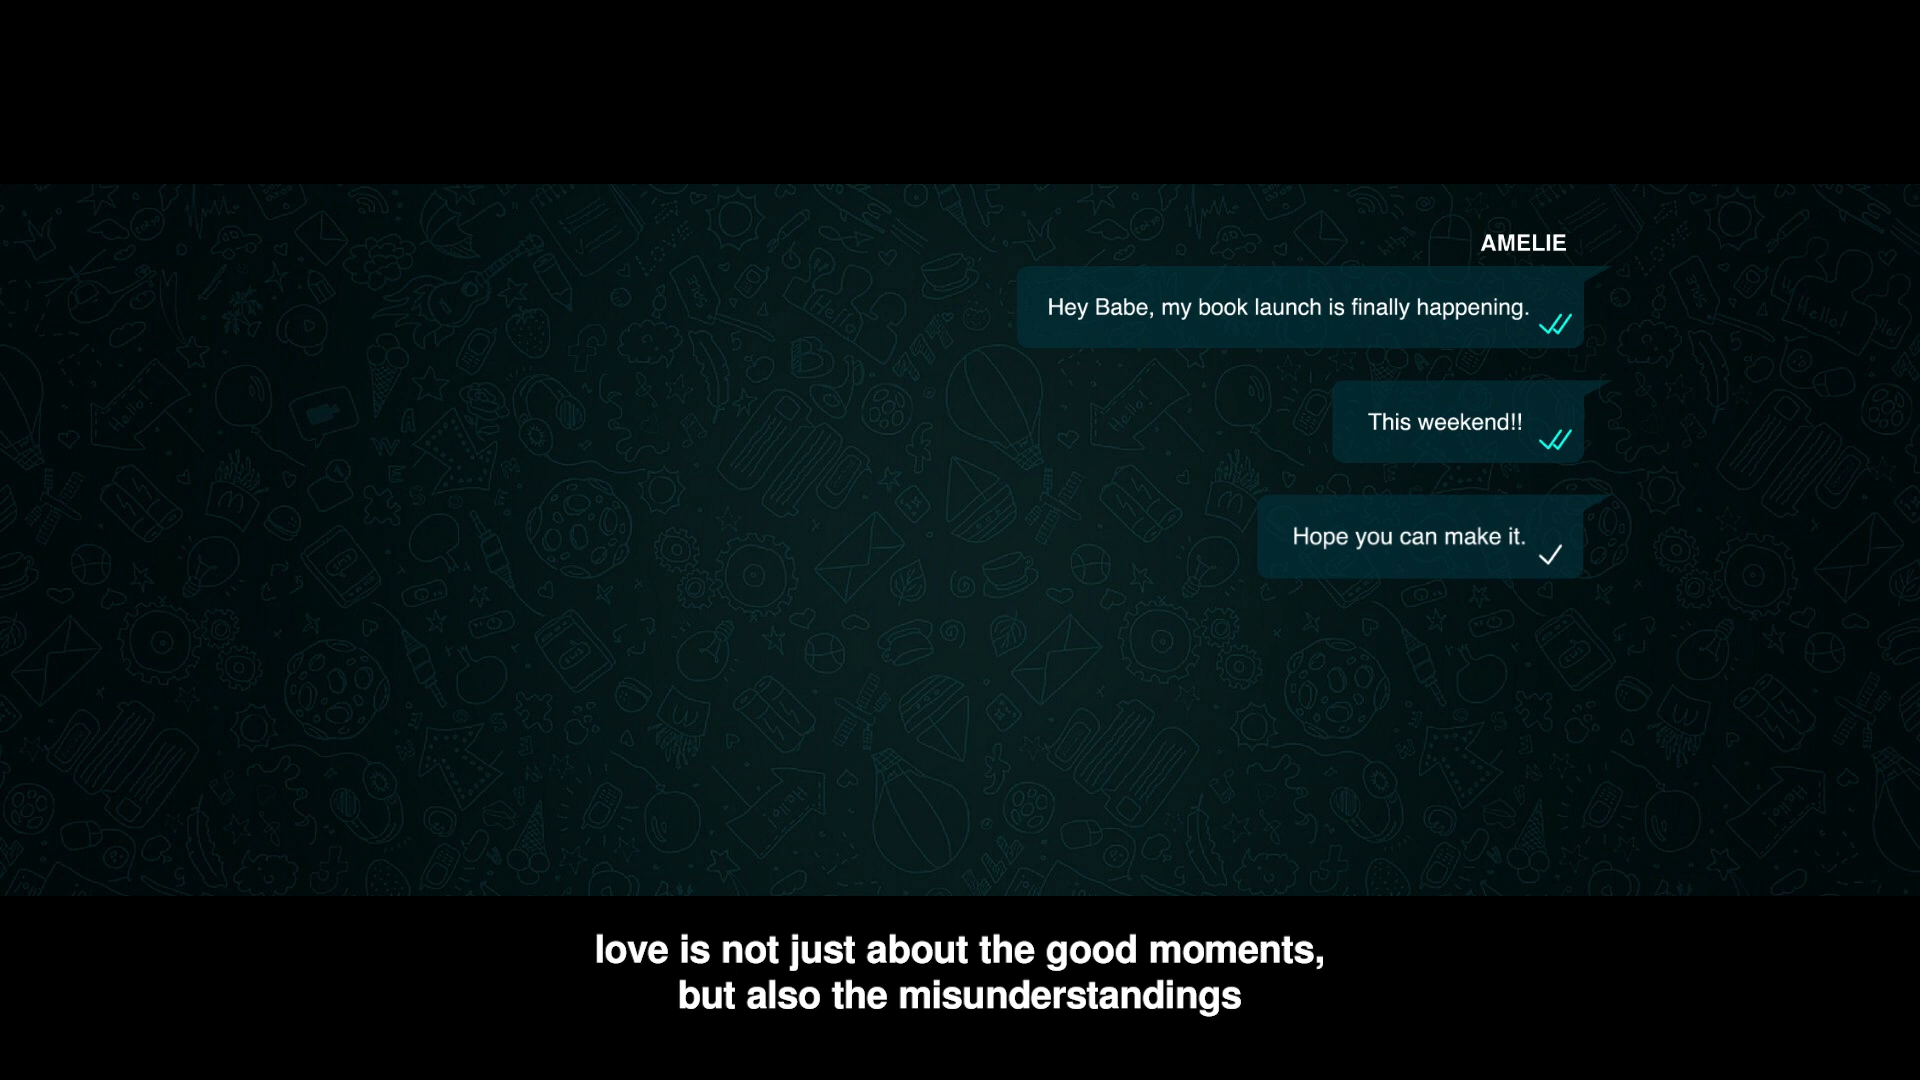 AMELIE
Hey Babe, my book launch is finally happening.
This weekend!!
Hope you can make it.
love is not just about the good moments,
but also the misunderstandings